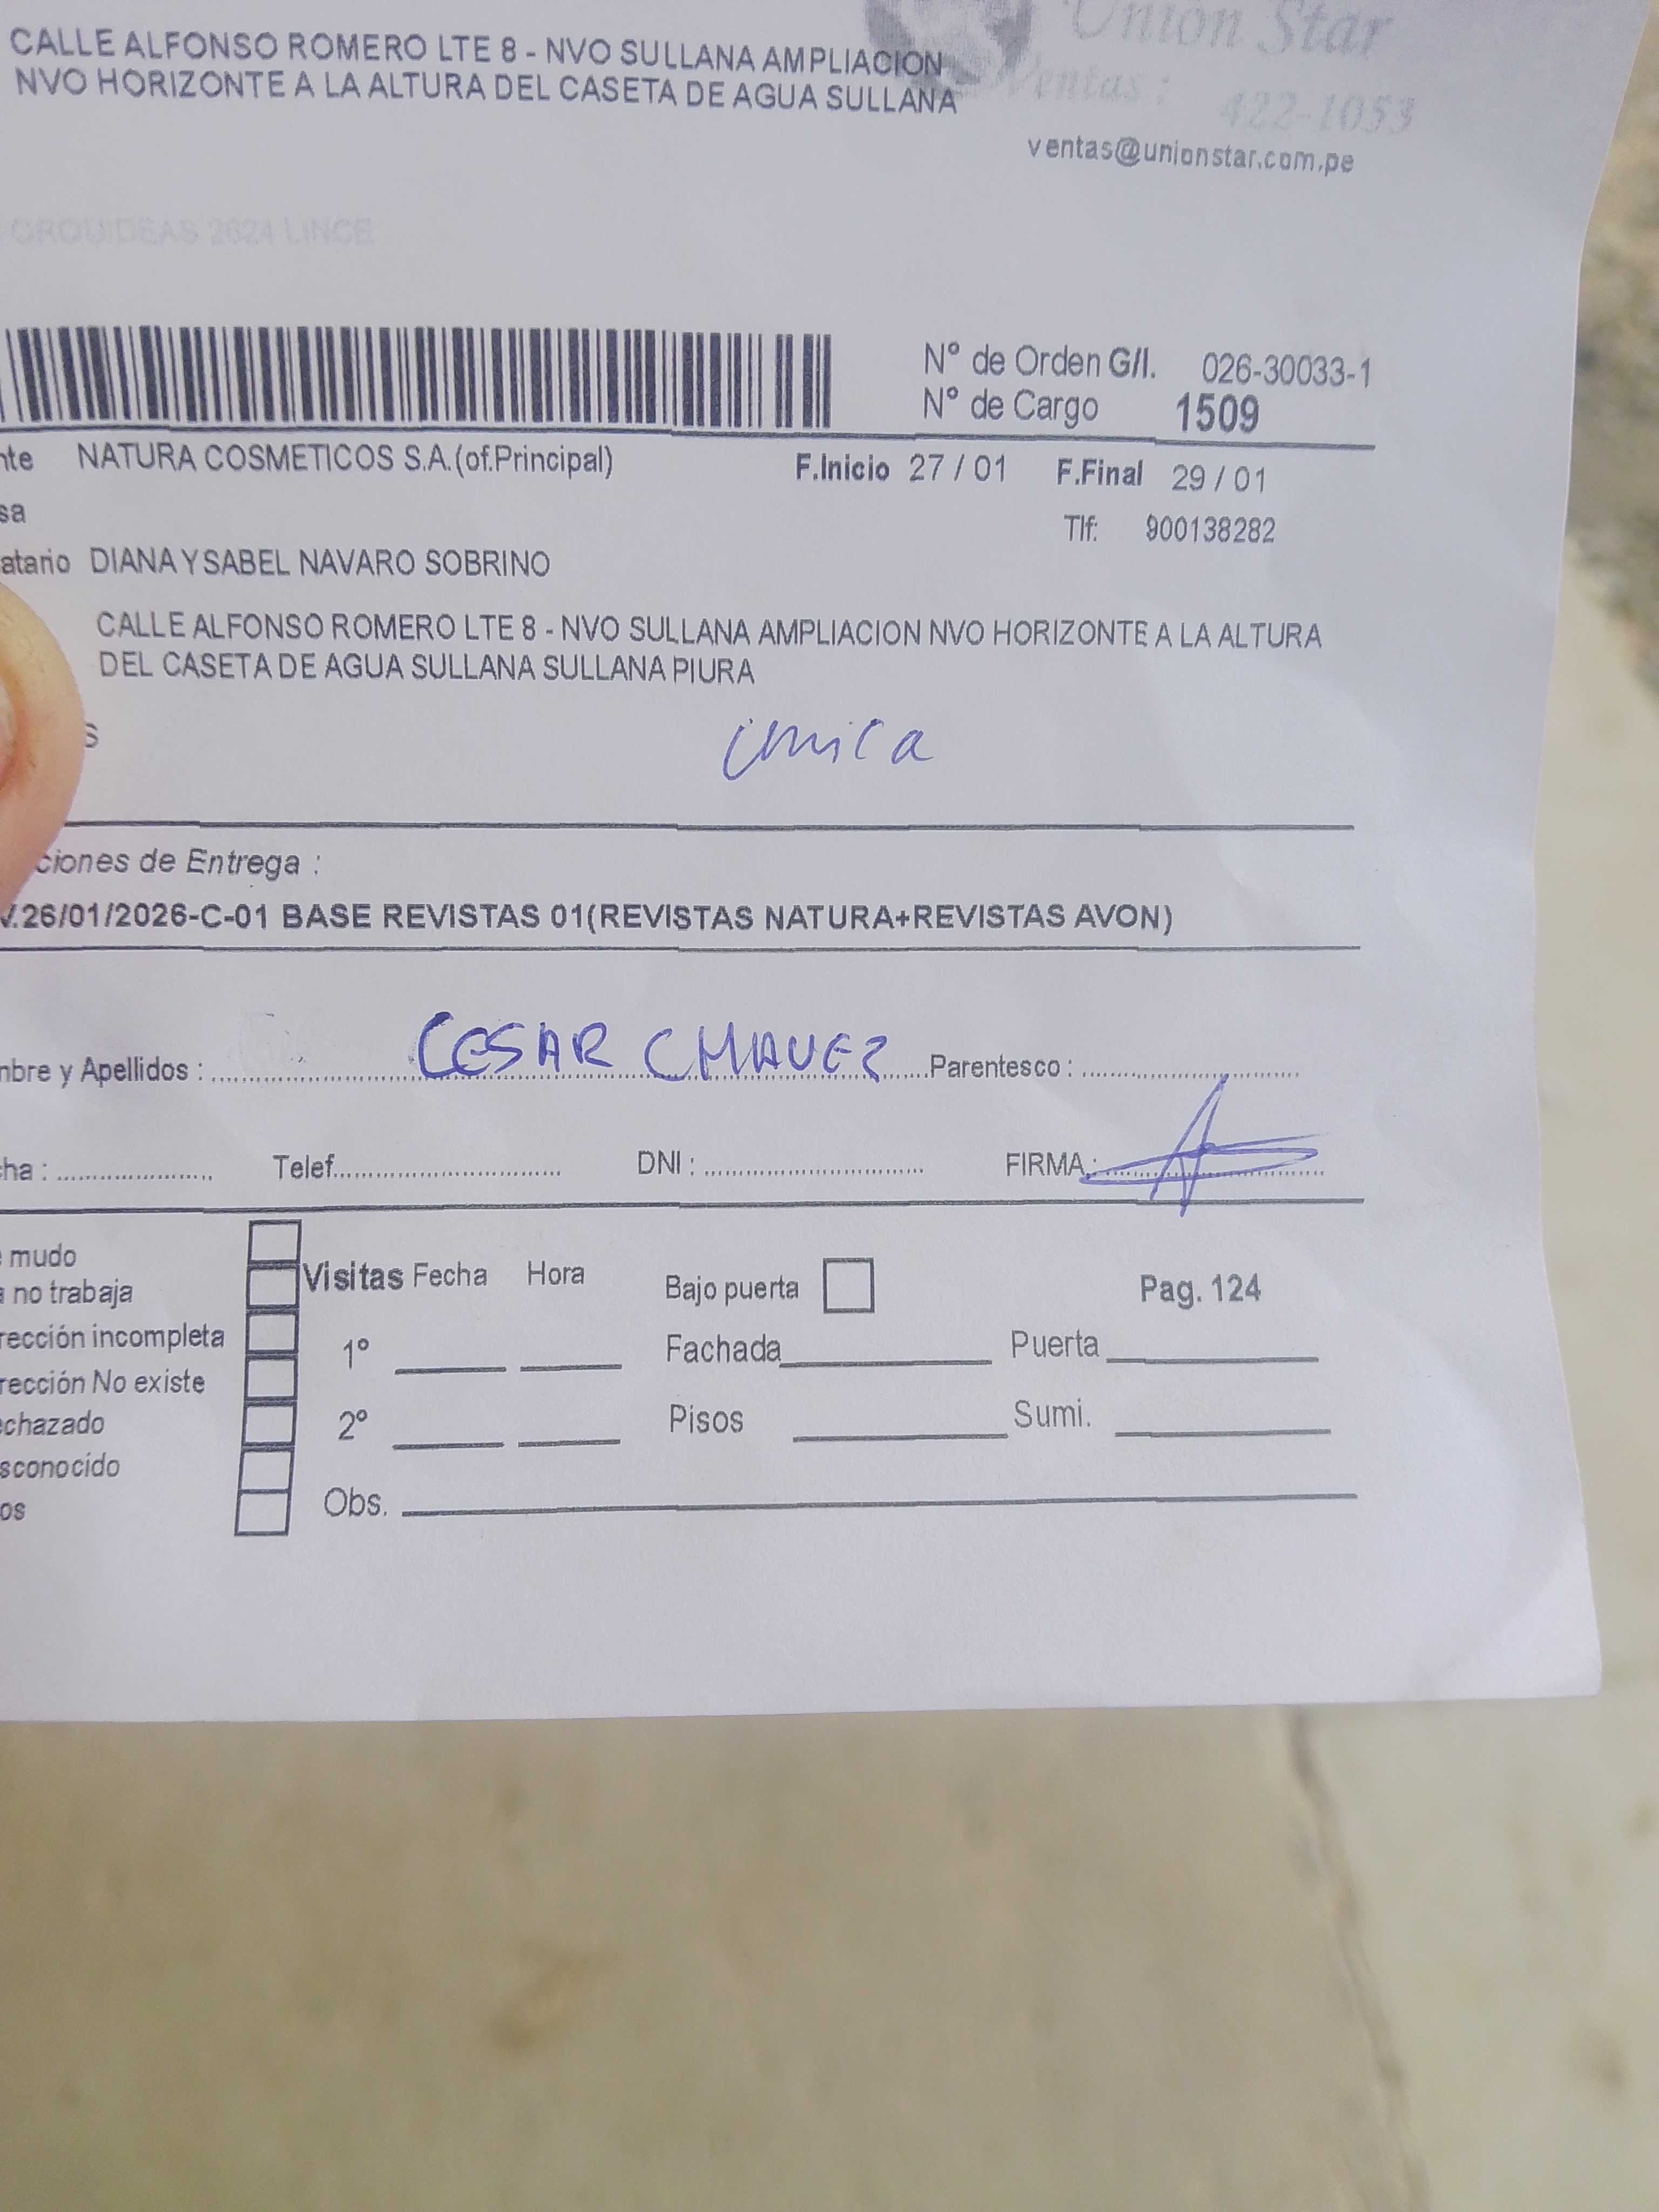 CALLE ALFONSO ROMERO LTE 8 - NVO SULLANA AMPLIACION
NVO HORIZONTE A LA ALTURA DEL CASETA DE AGUA SULLANA
Union Star
Ventas :
422-1053
ventas@unionstar.com.pe
ORQUIDEAS 2624 LINCE
N° de Orden G/I. 026-30033-1
N° de Cargo 1509
nte NATURA COSMETICOS S.A.(of.Principal) F.Inicio 27 / 01 F.Final 29 / 01
sa
Tlf: 900138282
atario DIANA YSABEL NAVARO SOBRINO
CALLE ALFONSO ROMERO LTE 8 - NVO SULLANA AMPLIACION NVO HORIZONTE A LA ALTURA
DEL CASETA DE AGUA SULLANA SULLANA PIURA
S
ciones de Entrega :
V.26/01/2026-C-01 BASE REVISTAS 01(REVISTAS NATURA+REVISTAS AVON)
mbre y Apellidos : CESAR CHAVEZ Parentesco :
ha : Telef. DNI : FIRMA :
e mudo
a no trabaja
rección incompleta
rección No existe
echazado
sconocido
os
Visitas Fecha Hora Bajo puerta Pag. 124
1° Fachada Puerta
2° Pisos Sumi.
Obs.